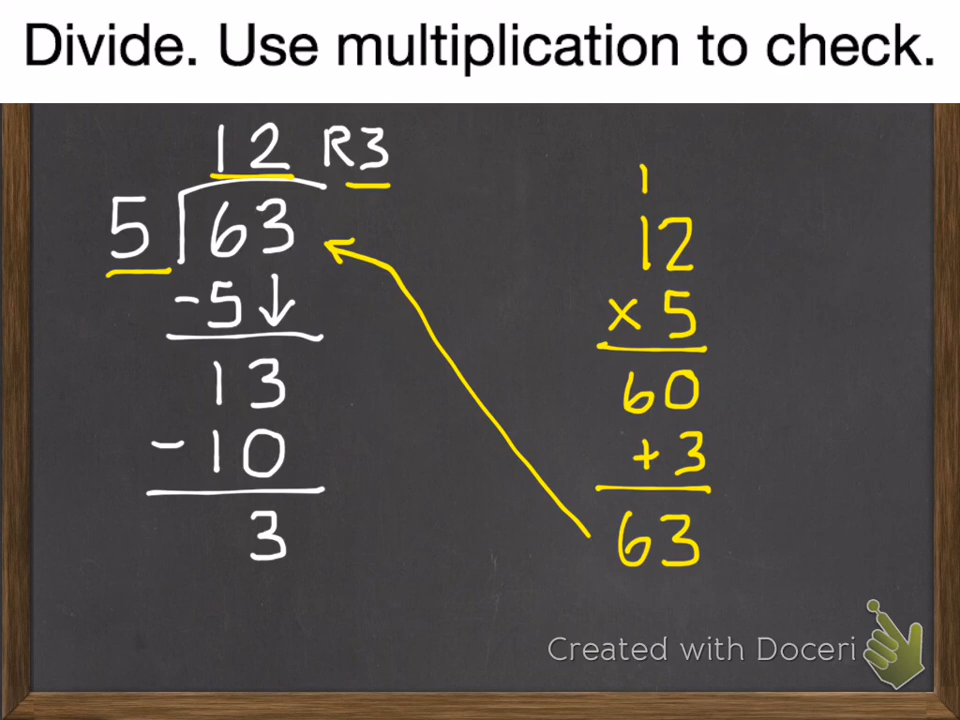 Divide. Use multiplication to check.
12 R3
5 63
-5↓
13
-10
3
1
12
x 5
60
+3
63
Created with Doceri